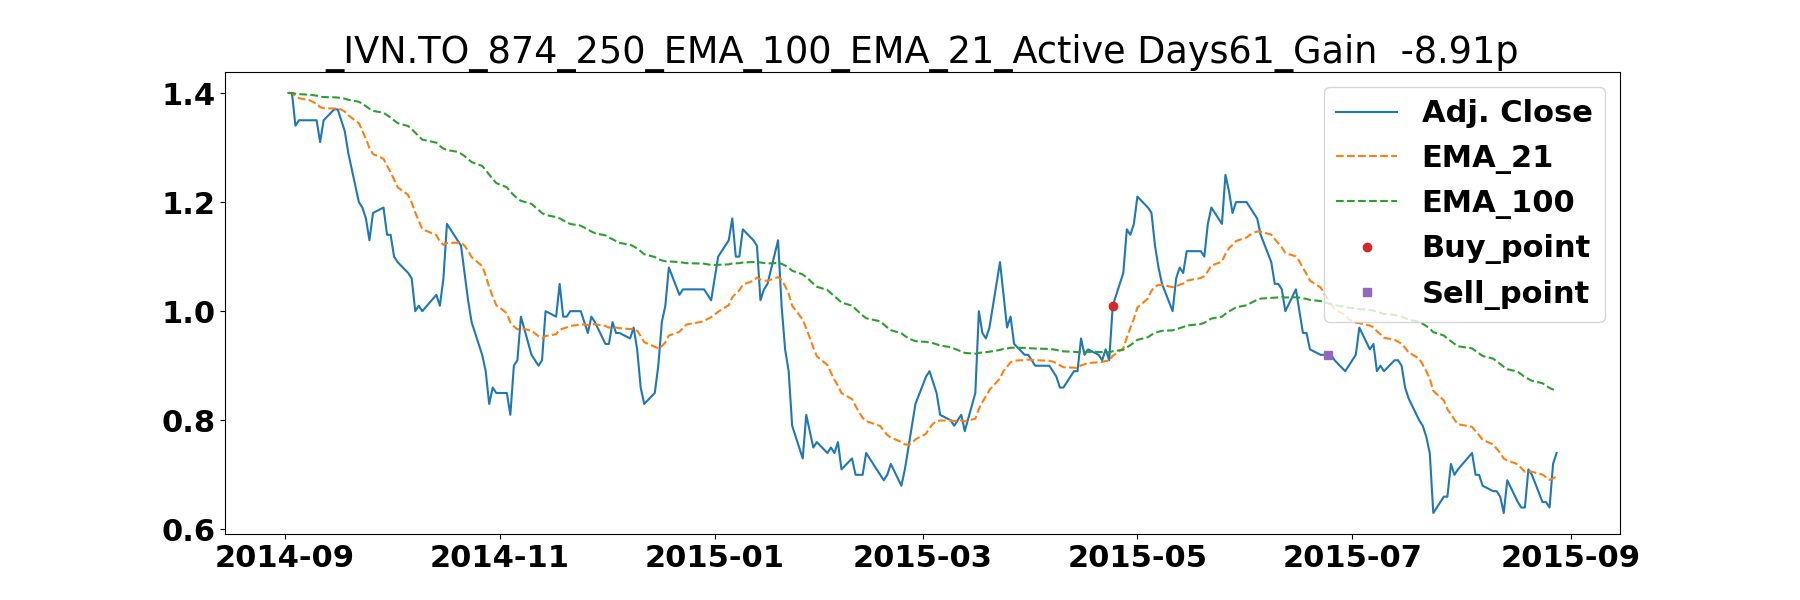 _IVN.TO_874_250_EMA_100_EMA_21_Active Days61_Gain  -8.91p
1.4
1.2
1.0
0.8
0.6
Adj. Close
EMA_21
EMA_100
Buy_point
Sell_point
2014-09 2014-11 2015-01 2015-03 2015-05 2015-07 2015-09